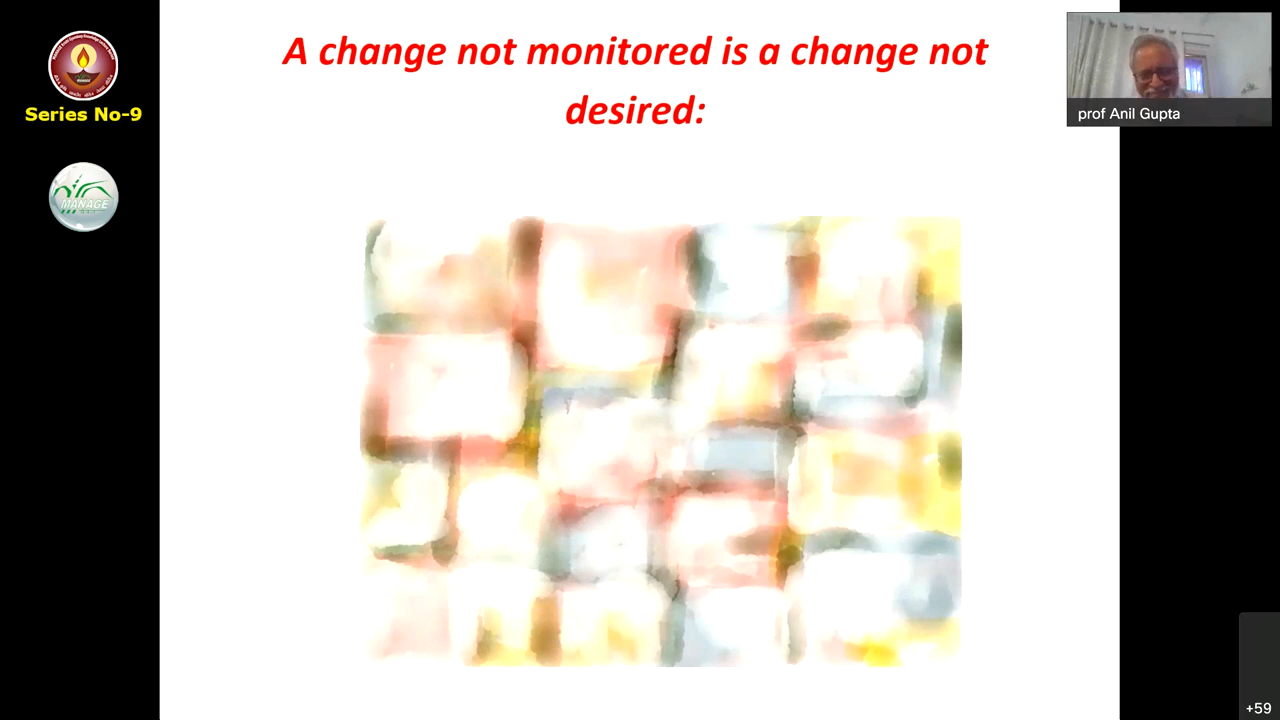 A change not monitored is a change not
desired:
Series No-9
MANAGE
prof Anil Gupta
+59